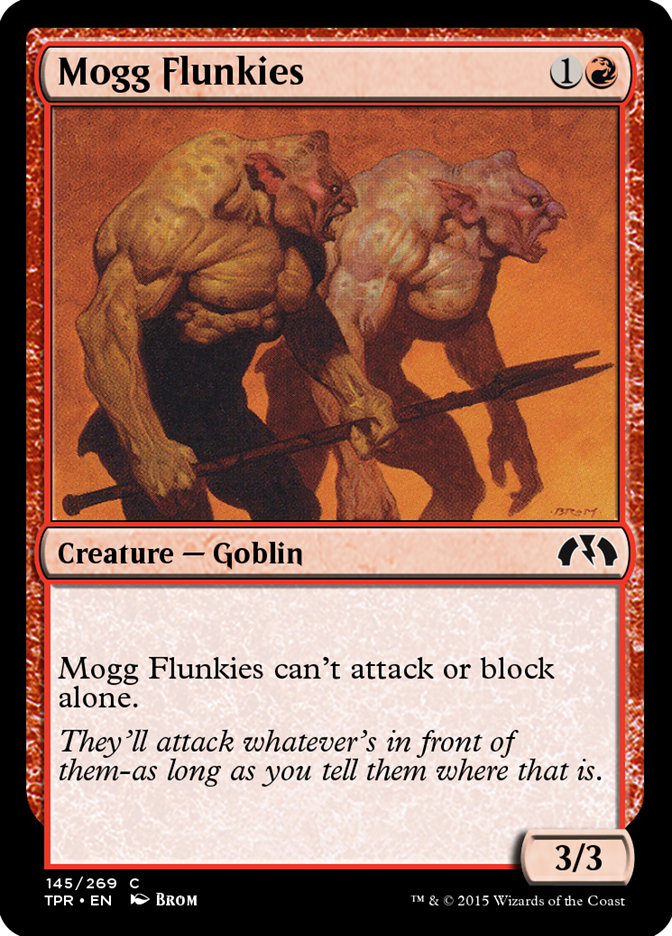 Mogg Flunkies 1
BROM
Creature — Goblin
Mogg Flunkies can't attack or block
alone.
They'll attack whatever's in front of
them-as long as you tell them where that is.
3/3
145/269 C
TPR • EN Brom ™ & © 2015 Wizards of the Coast